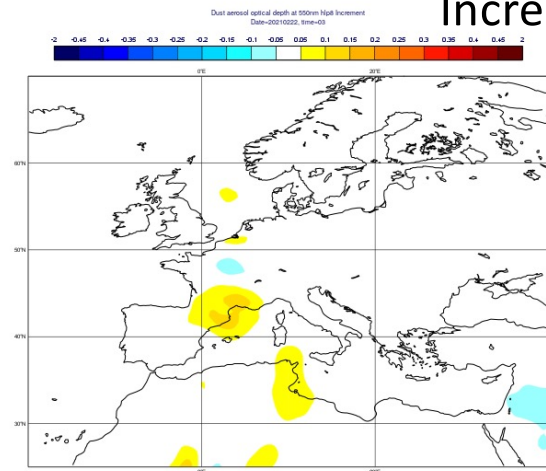 Incre
Dust aerosol optical depth at 550nm hlp8 Increment
Date=20210222, time=03
-2 -0.45 -0.4 -0.35 -0.3 -0.25 -0.2 -0.15 -0.1 -0.05 0.05 0.1 0.15 0.2 0.25 0.3 0.35 0.4 0.45 2
0°E 20°E
60°N
50°N
40°N
30°N